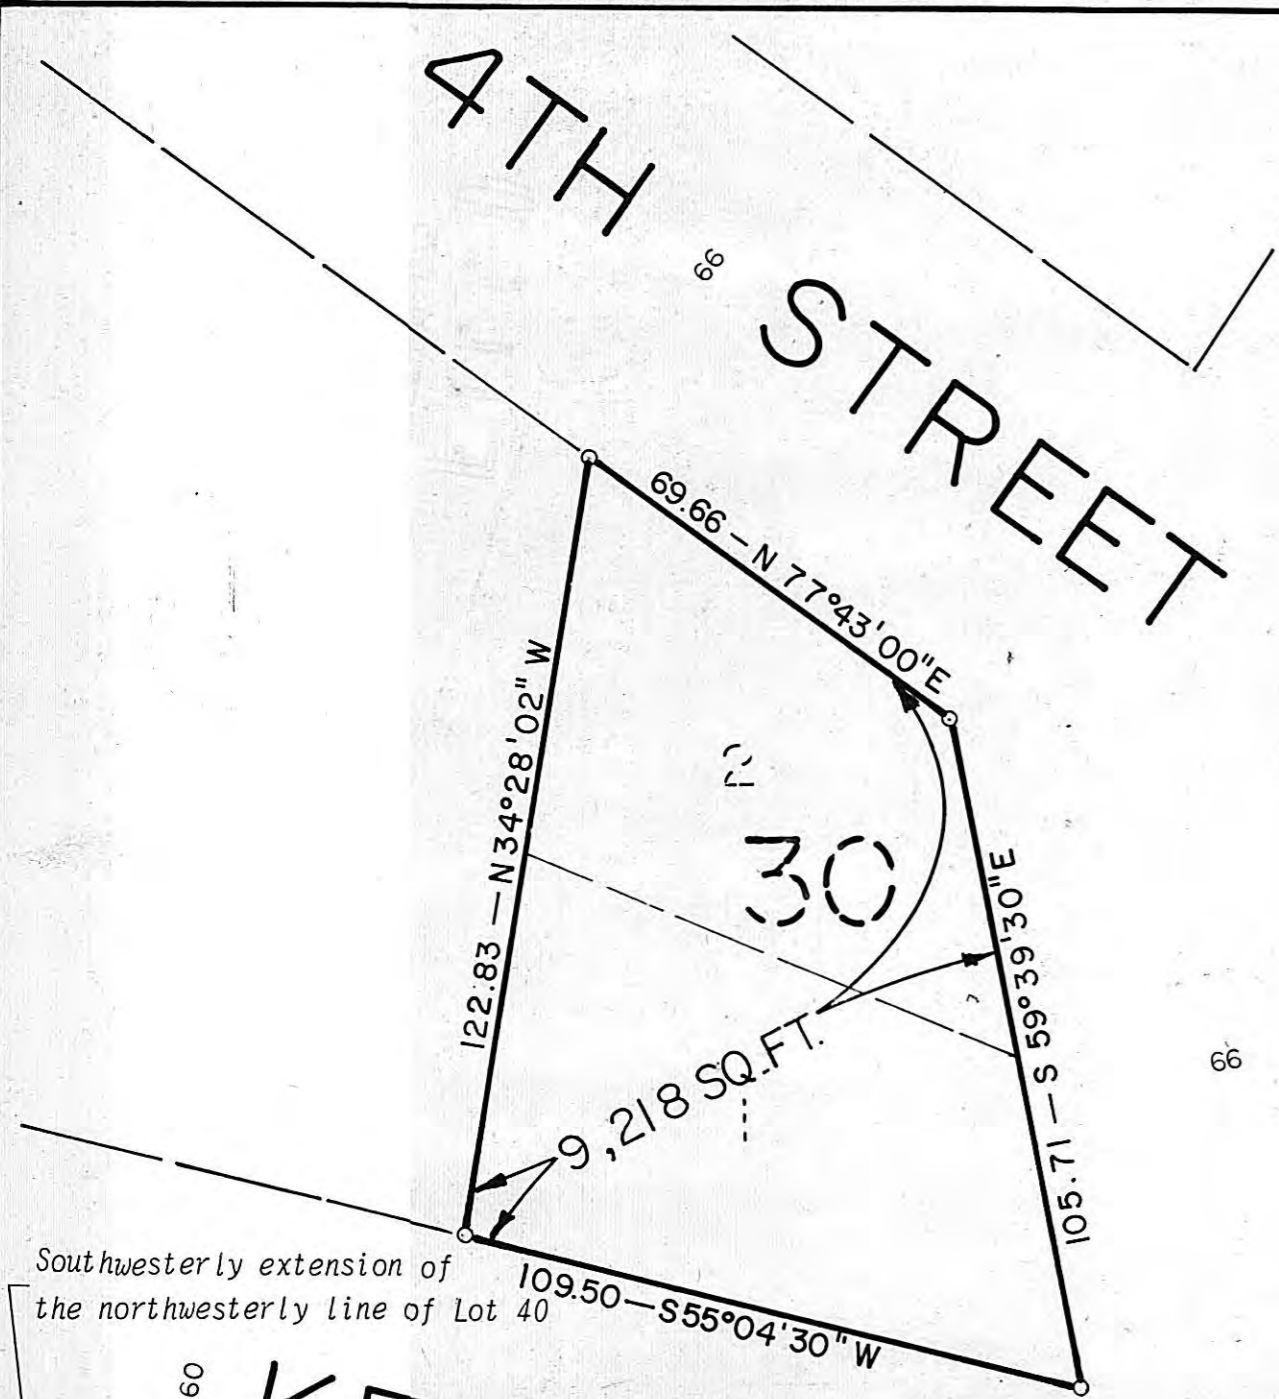 4TH STREET
66
69.66 — N 77°43'00"E
122.83 — N34°28'02" W
2
30
105.71 — S 59°39'30"E
66
9,218 SQ.FT.
109.50 — S55°04'30" W
Southwesterly extension of
the northwesterly line of Lot 40
60